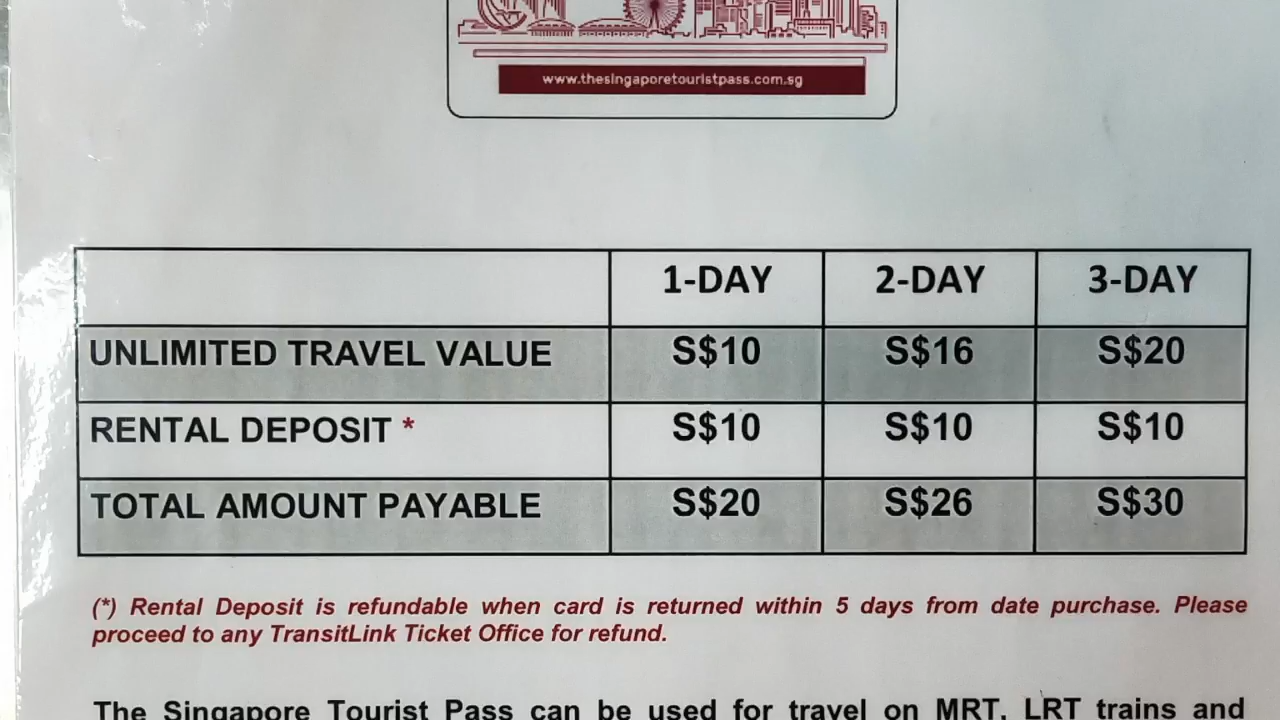 www.thesingaporetouristpass.com.sg
1-DAY 2-DAY 3-DAY
UNLIMITED TRAVEL VALUE S$10 S$16 S$20
RENTAL DEPOSIT * S$10 S$10 S$10
TOTAL AMOUNT PAYABLE S$20 S$26 S$30
(*) Rental Deposit is refundable when card is returned within 5 days from date purchase. Please
proceed to any TransitLink Ticket Office for refund.
The Singapore Tourist Pass can be used for travel on MRT, LRT trains and